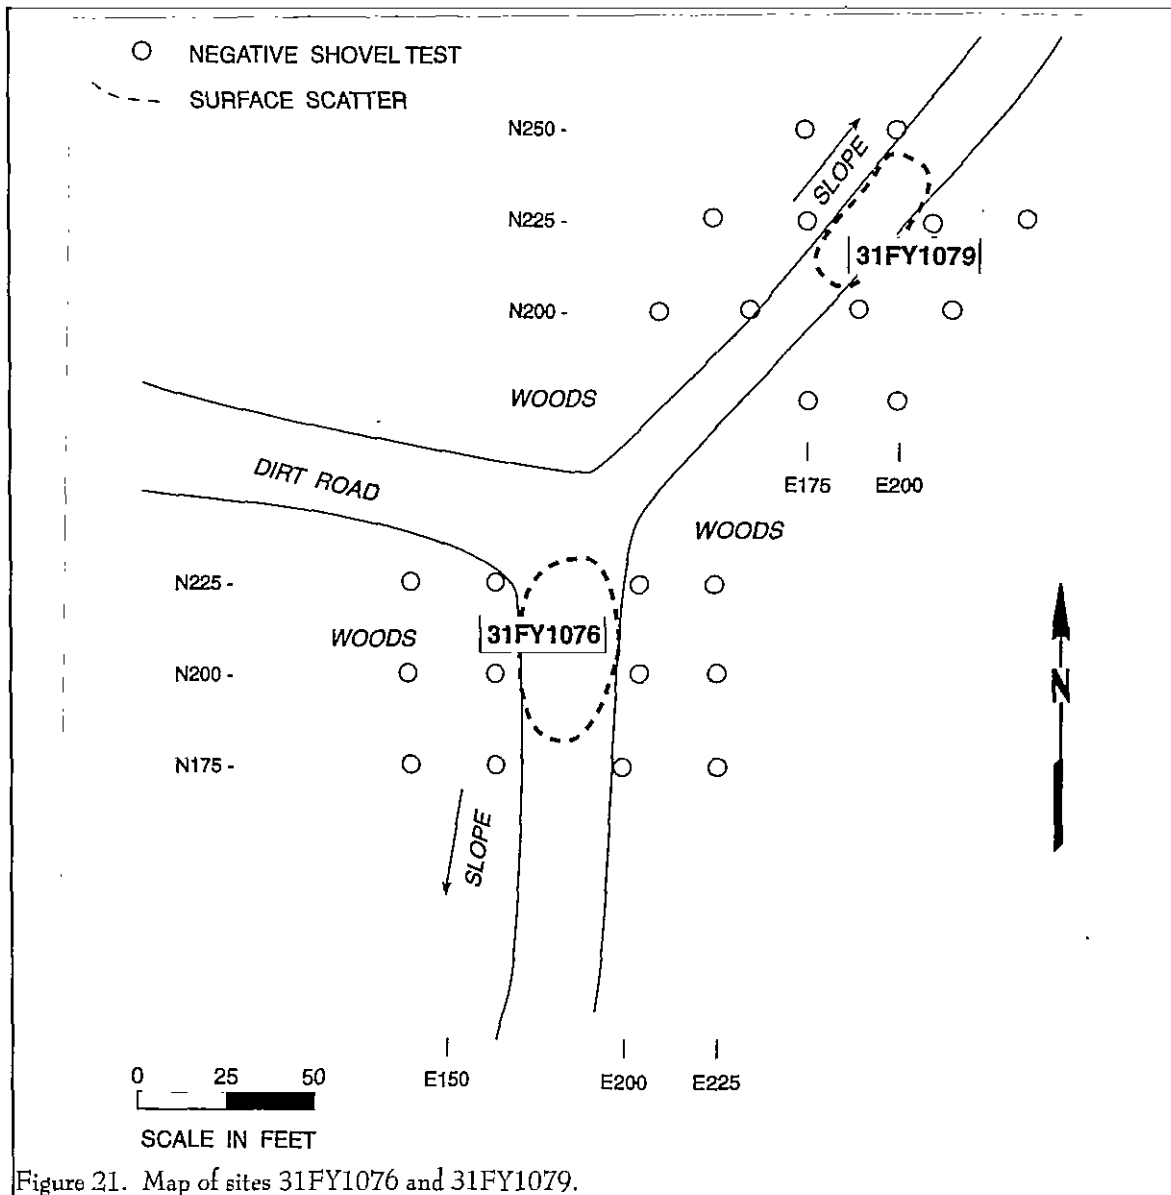 NEGATIVE SHOVEL TEST
SURFACE SCATTER
N250 -
SLOPE
N225 -
31FY1079
N200 -
WOODS
E175 E200
DIRT ROAD
WOODS
N225 -
31FY1076
WOODS
N200 -
N
N175 -
SLOPE
E150 E200 E225
0 25 50
SCALE IN FEET
Figure 21. Map of sites 31FY1076 and 31FY1079.